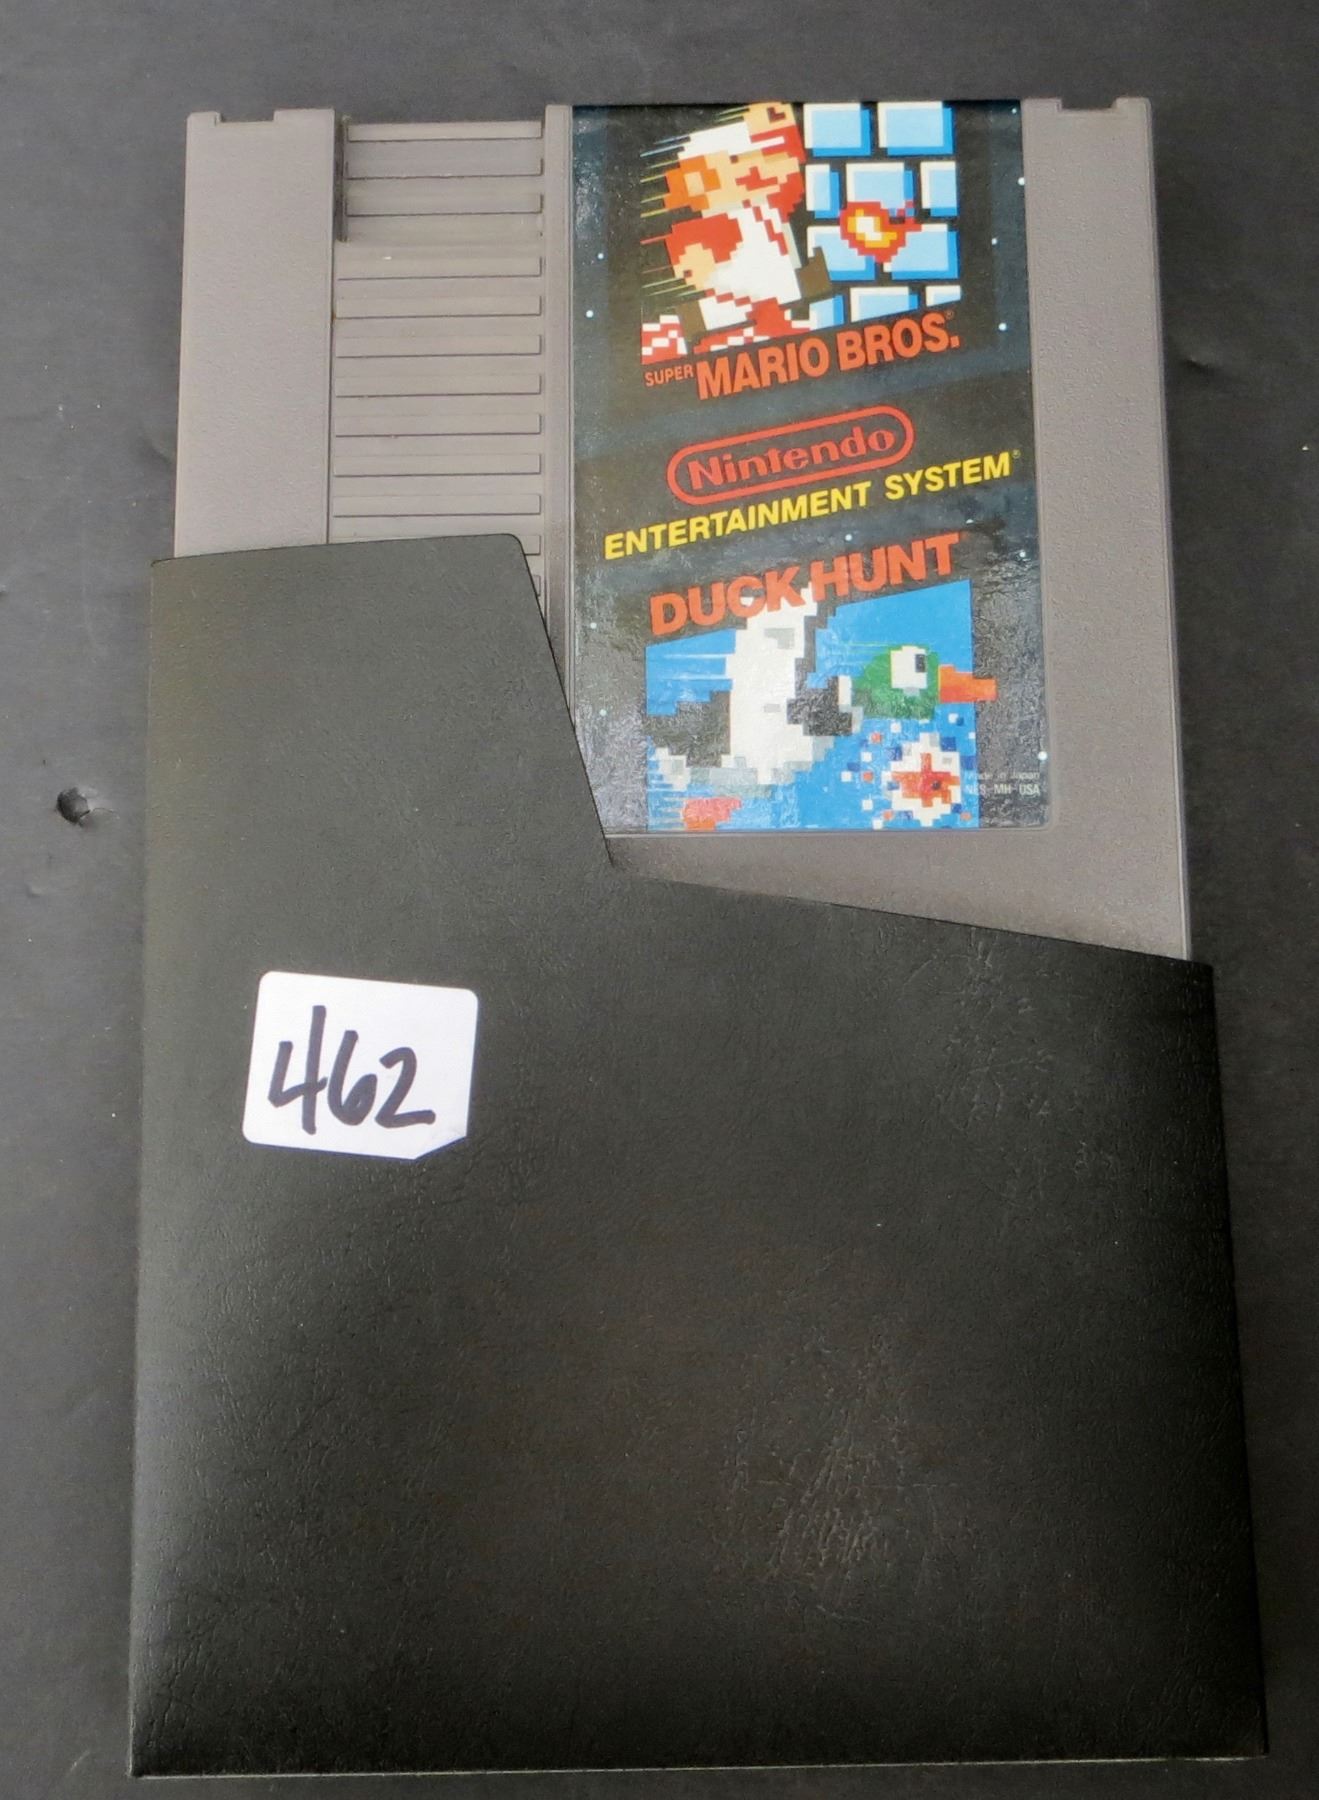 SUPER MARIO BROS.®
Nintendo
ENTERTAINMENT SYSTEM®
DUCK HUNT
Made in Japan
NES-MH-USA
462